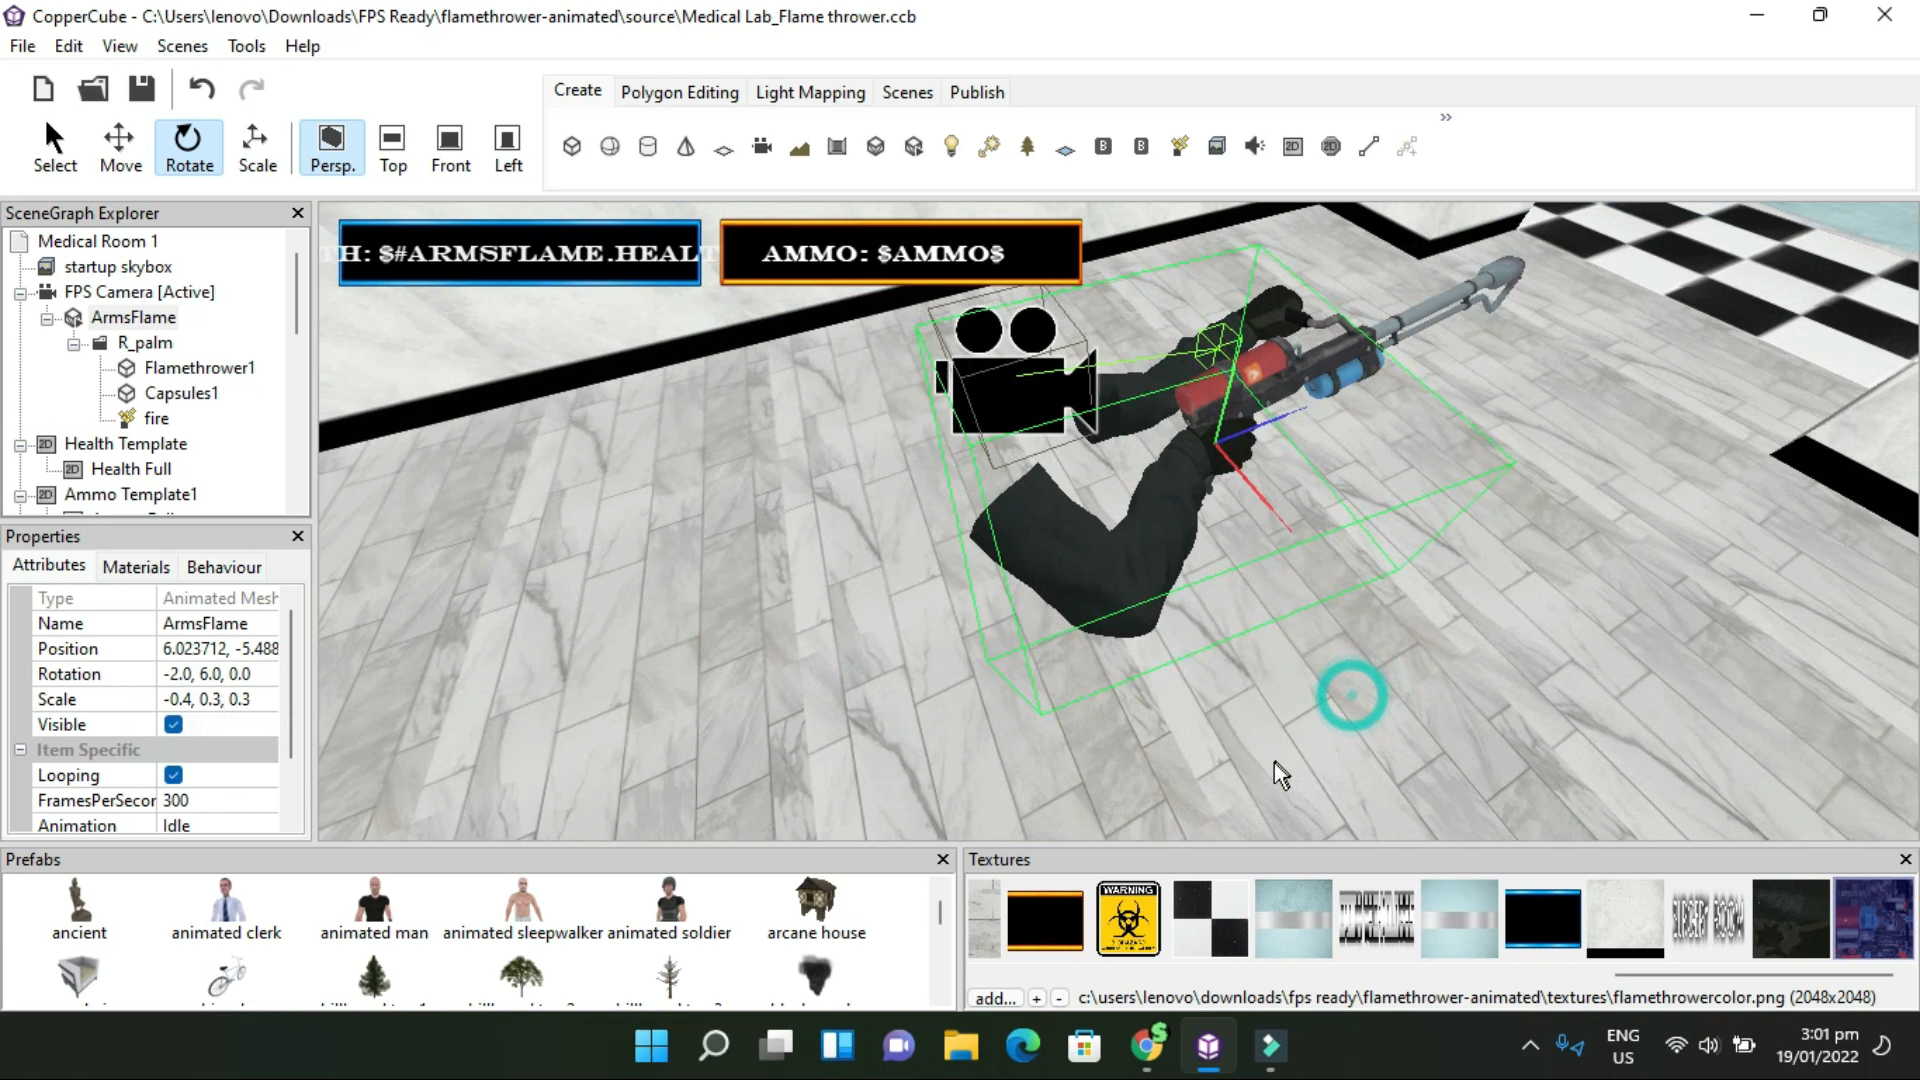 CopperCube - C:\Users\lenovo\Downloads\FPS Ready\flamethrower-animated\source\Medical Lab_Flame thrower.ccb
File Edit View Scenes Tools Help
Create Polygon Editing Light Mapping Scenes Publish
Select Move Rotate Scale Persp. Top Front Left
SceneGraph Explorer
Medical Room 1
startup skybox
FPS Camera [Active]
ArmsFlame
R_palm
Flamethrower1
Capsules1
fire
Health Template
Health Full
Ammo Template1
TH: $#ARMSFLAME.HEALT
AMMO: $AMMO$
Properties
Attributes Materials Behaviour
Type Animated Mesh
Name ArmsFlame
Position 6.023712, -5.488
Rotation -2.0, 6.0, 0.0
Scale -0.4, 0.3, 0.3
Visible
Item Specific
Looping
FramesPerSecor 300
Animation Idle
Prefabs
ancient animated clerk animated man animated sleepwalker animated soldier arcane house
Textures
WARNING
add... + - c:\users\lenovo\downloads\fps ready\flamethrower-animated\textures\flamethrowercolor.png (2048x2048)
ENG
US
3:01 pm
19/01/2022